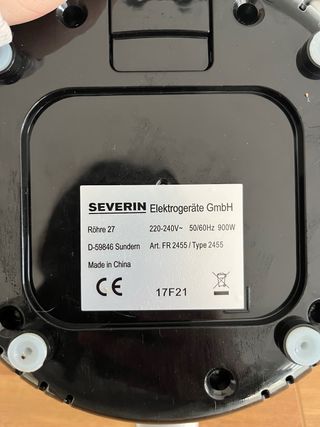 SEVERIN Elektrogeräte GmbH
Röhre 27 220-240V~ 50/60Hz 900W
D-59846 Sundern Art. FR 2455 / Type 2455
Made in China
CE 17F21